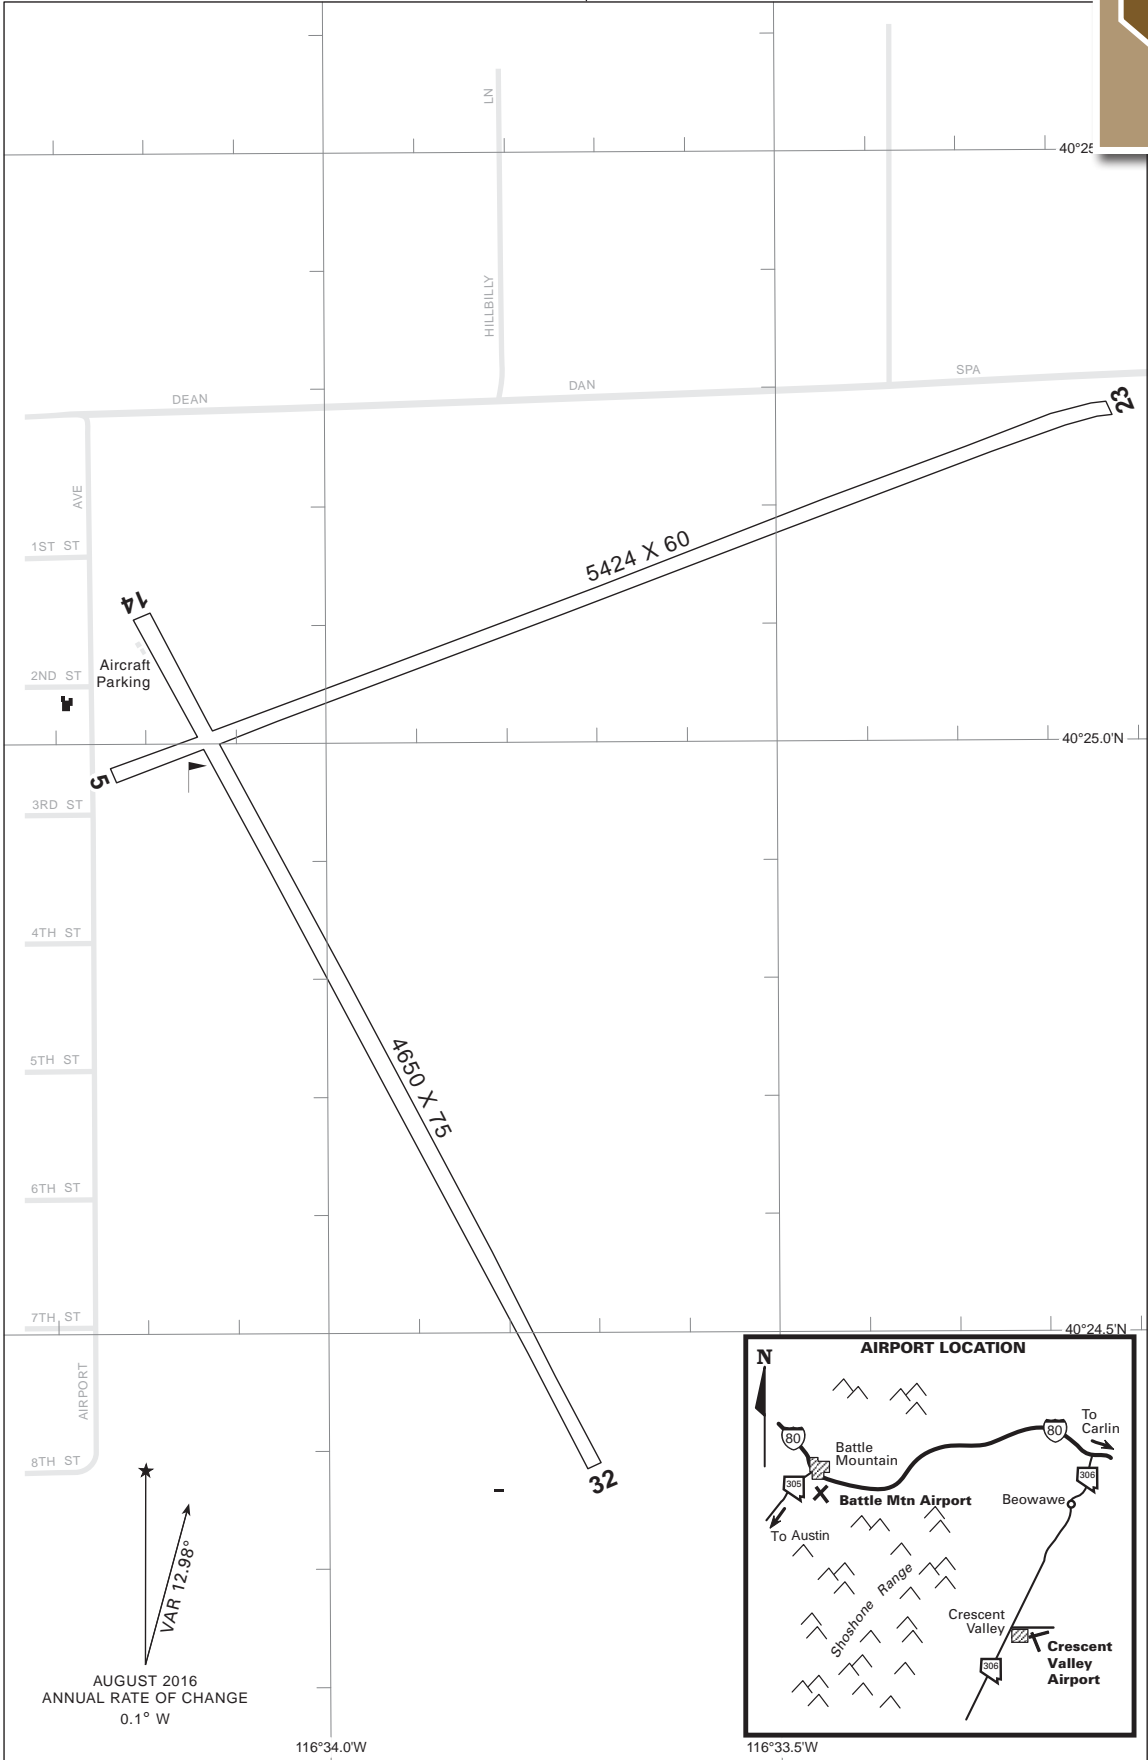 LN
40°25
HILLBILLY
SPA
DAN
DEAN
23
AVE
1ST ST
5424 X 60
14
Aircraft
Parking
2ND ST
40°25.0'N
5
3RD ST
4TH ST
4650 X 75
5TH ST
6TH ST
7TH ST
40°24.5'N
AIRPORT
8TH ST
32
VAR 12.98°
AUGUST 2016
ANNUAL RATE OF CHANGE
0.1° W
116°34.0'W
116°33.5'W
AIRPORT LOCATION
N
To
Carlin
80
80
Battle
Mountain
305
306
Battle Mtn Airport
Beowawe
To Austin
Shoshone Range
Crescent
Valley
Crescent
Valley
Airport
306